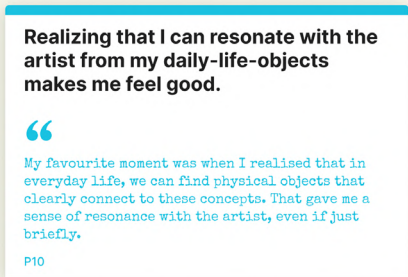 Realizing that I can resonate with the
artist from my daily-life-objects
makes me feel good.
“
My favourite moment was when I realised that in
everyday life, we can find physical objects that
clearly connect to these concepts. That gave me a
sense of resonance with the artist, even if just
briefly.
P10